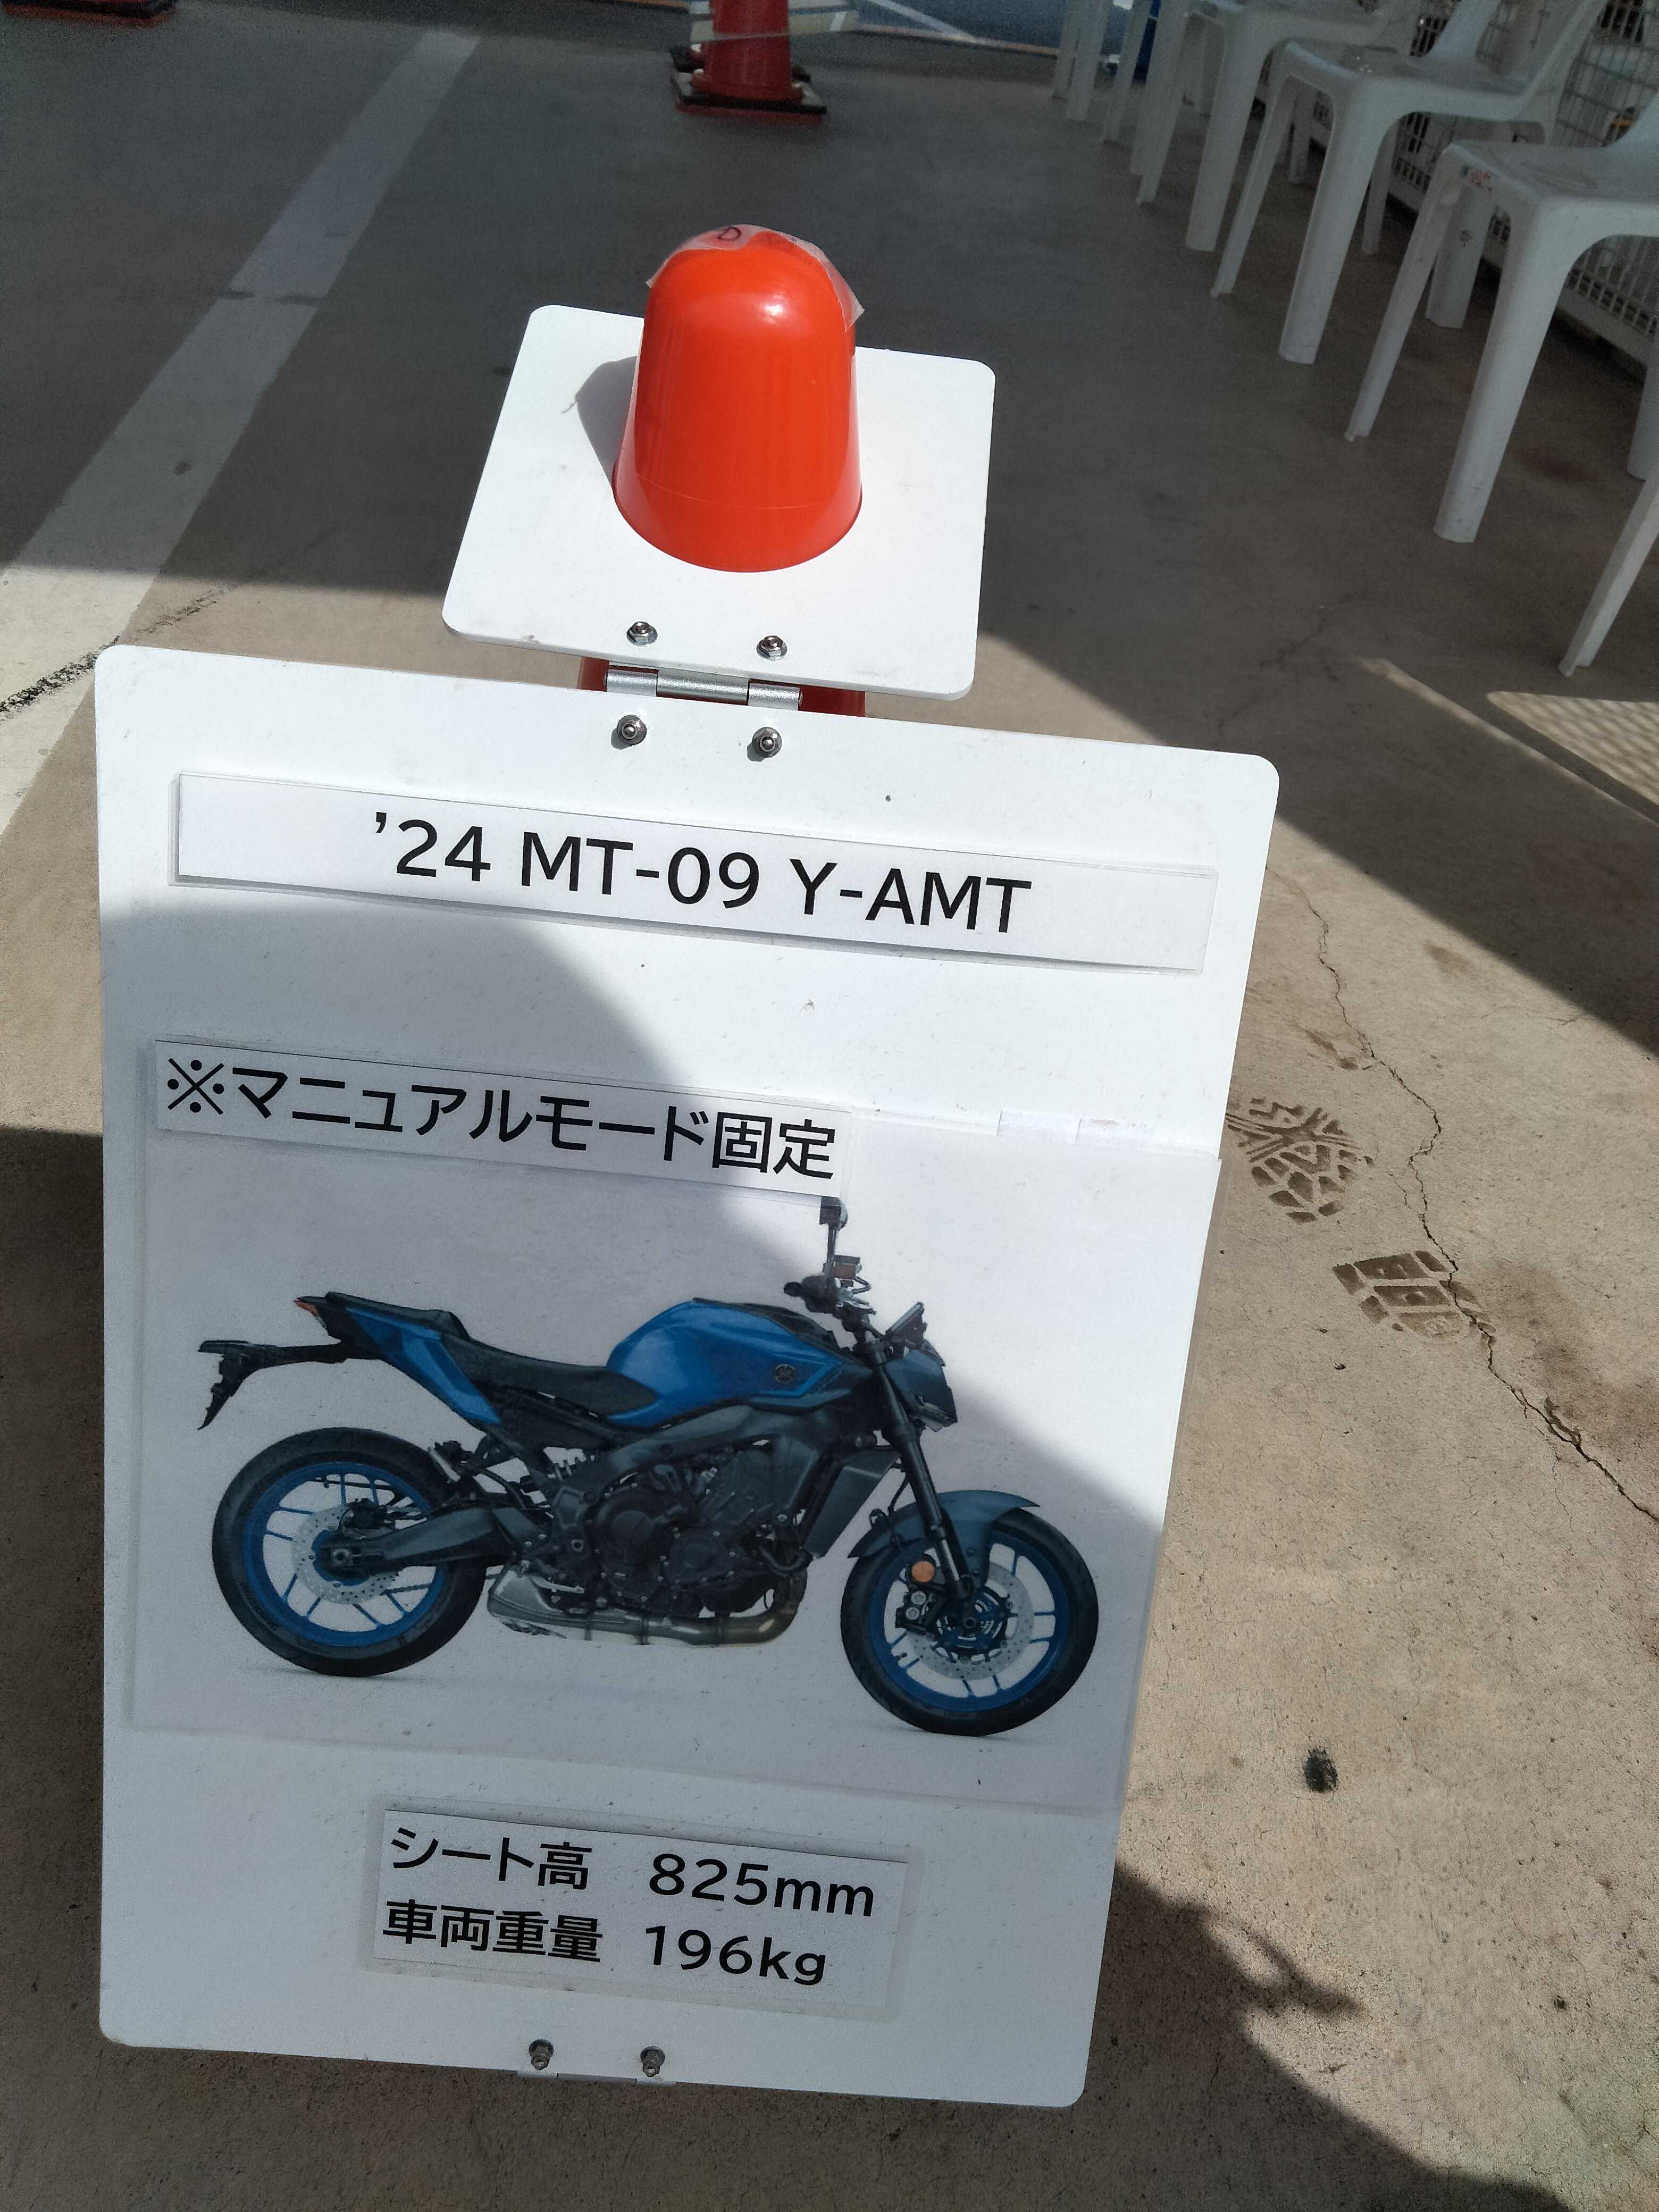 D
'24 MT-09 Y-AMT
※マニュアルモード固定
シート高 825mm
車両重量 196kg